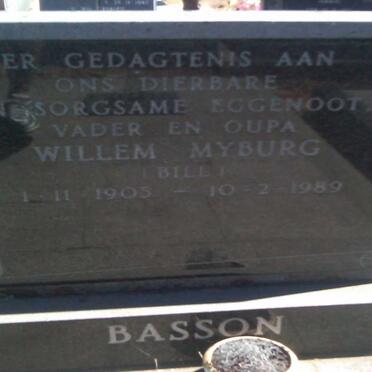 ER GEDAGTENIS AAN
ONS DIERBARE
SORGSAME EGGENOOT
VADER EN OUPA
WILLEM MYBURG
(BILL)
1-11-1905 – 10-2-1989
BASSON